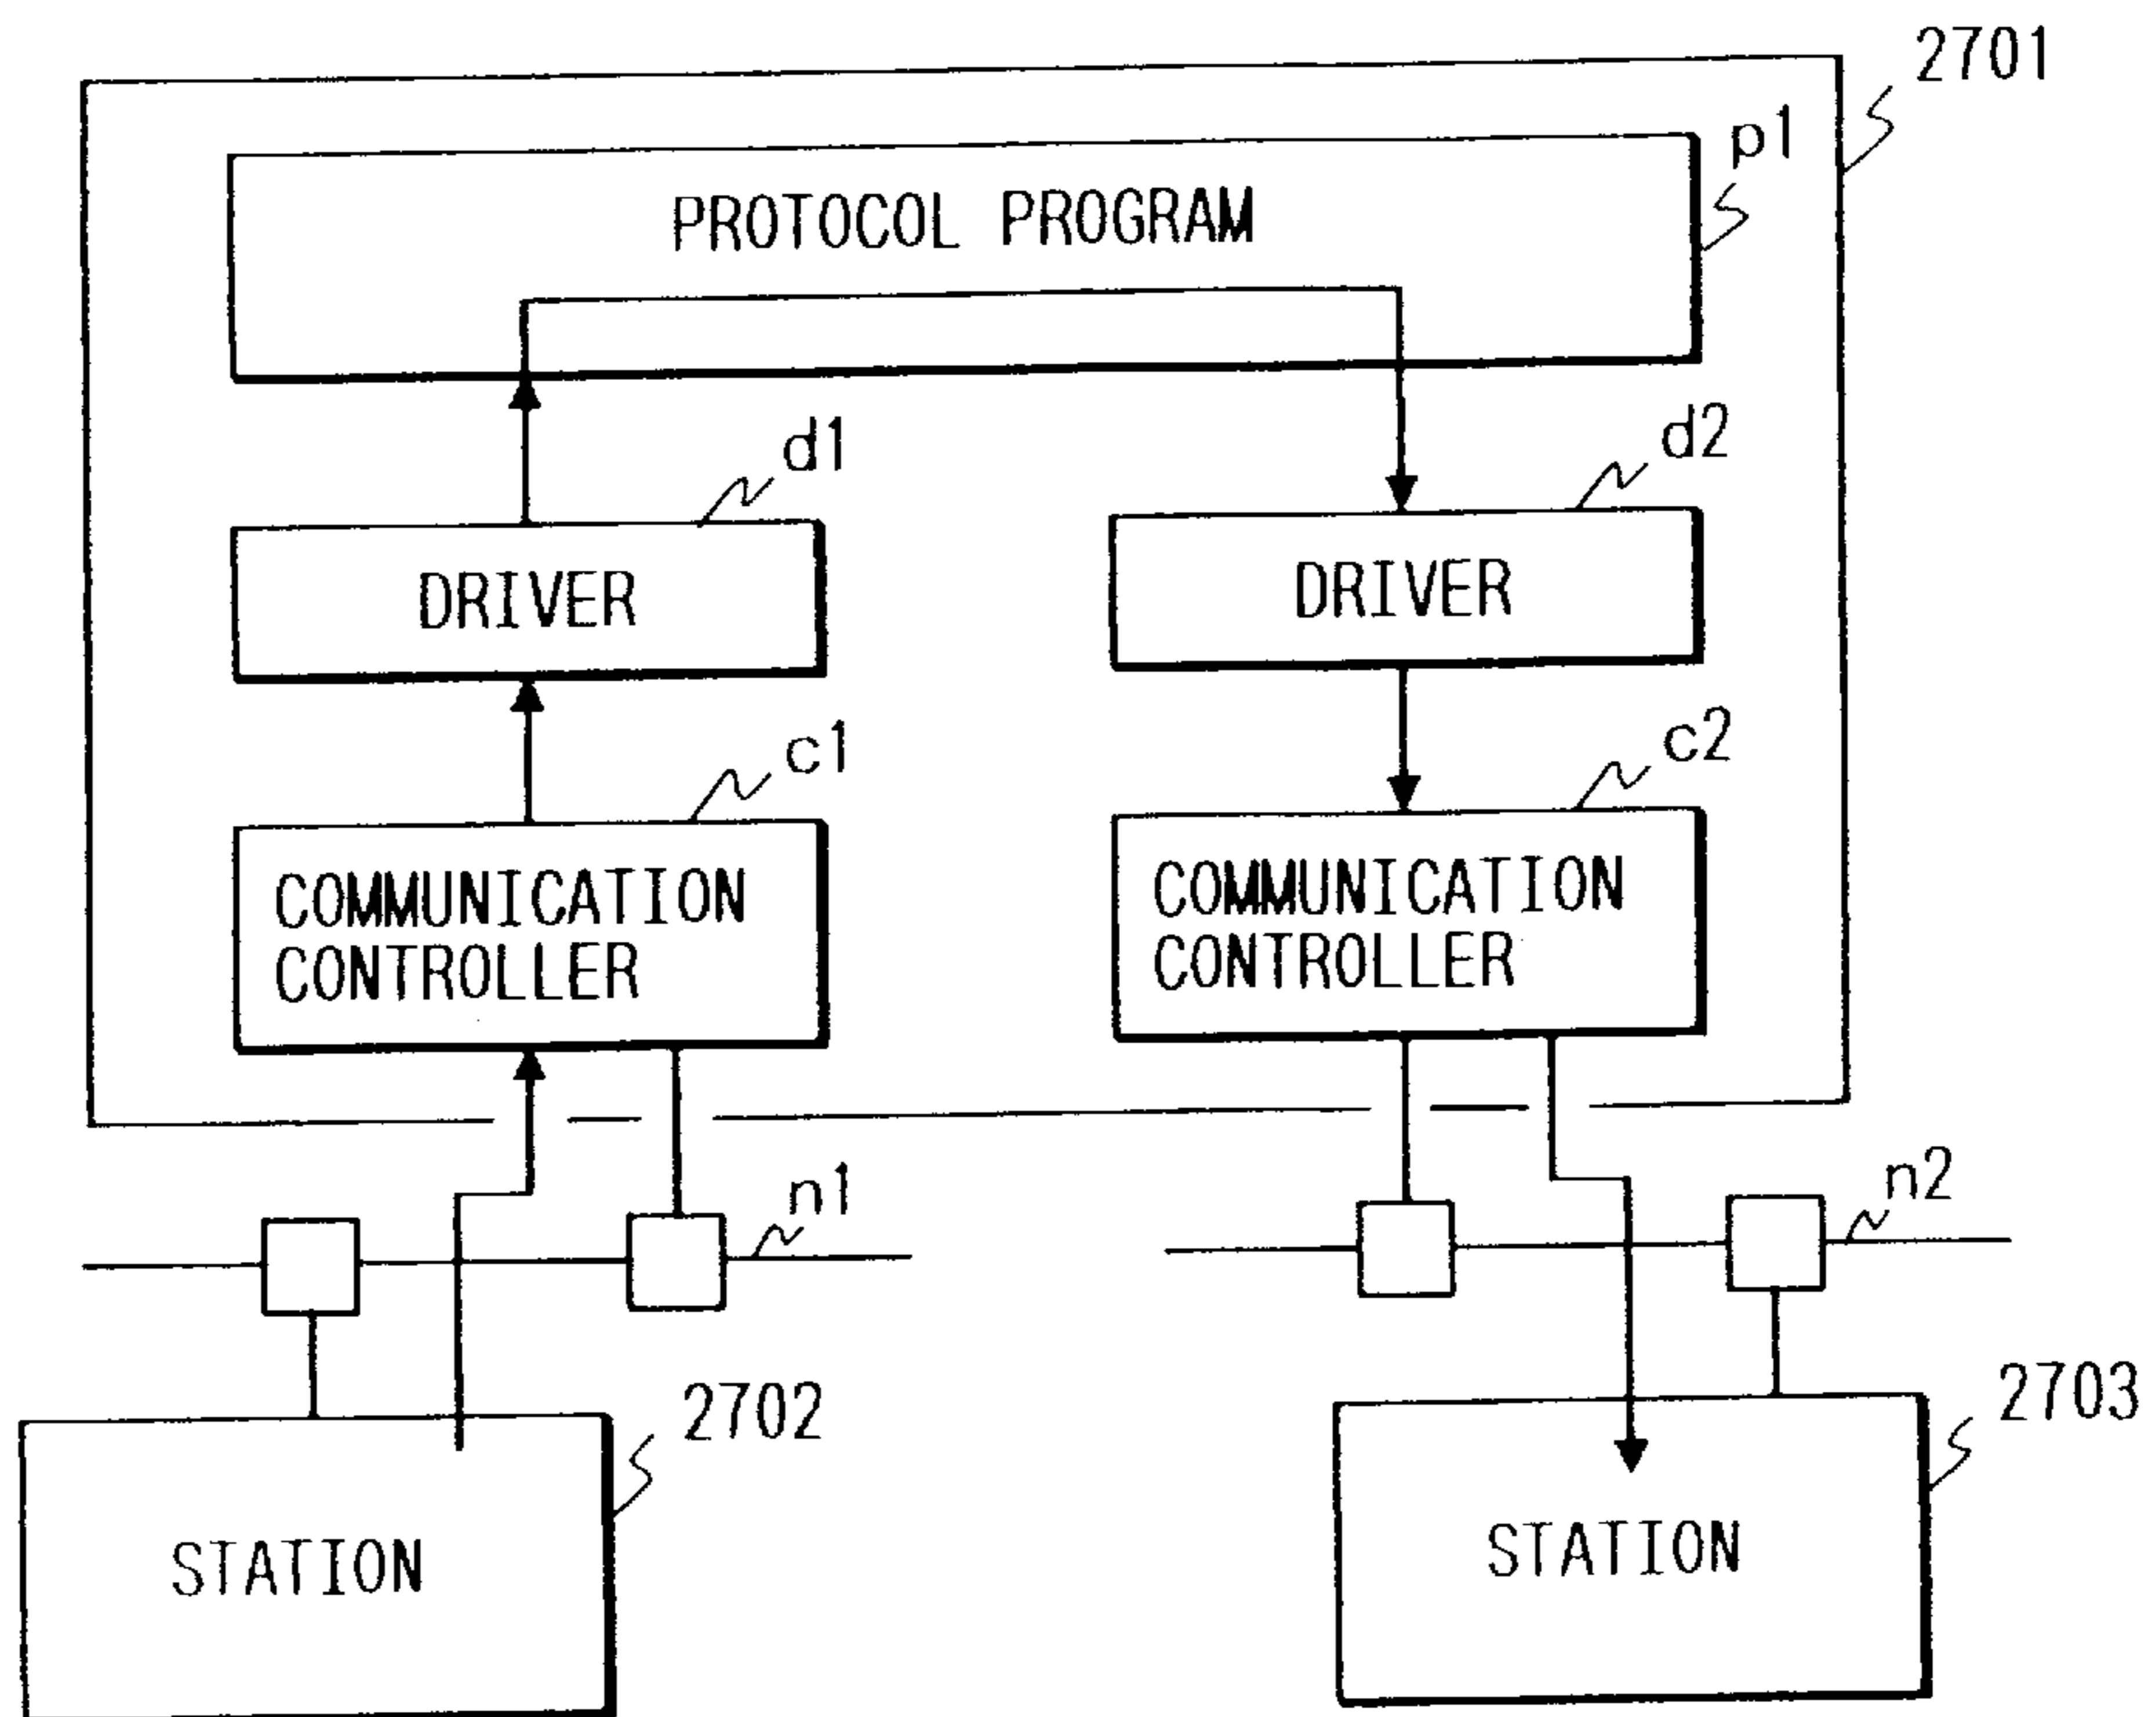 2701
p1
PROTOCOL PROGRAM
d1
d2
DRIVER
DRIVER
c1
c2
COMMUNICATION
CONTROLLER
COMMUNICATION
CONTROLLER
n1
n2
2702
2703
STATION
STATION